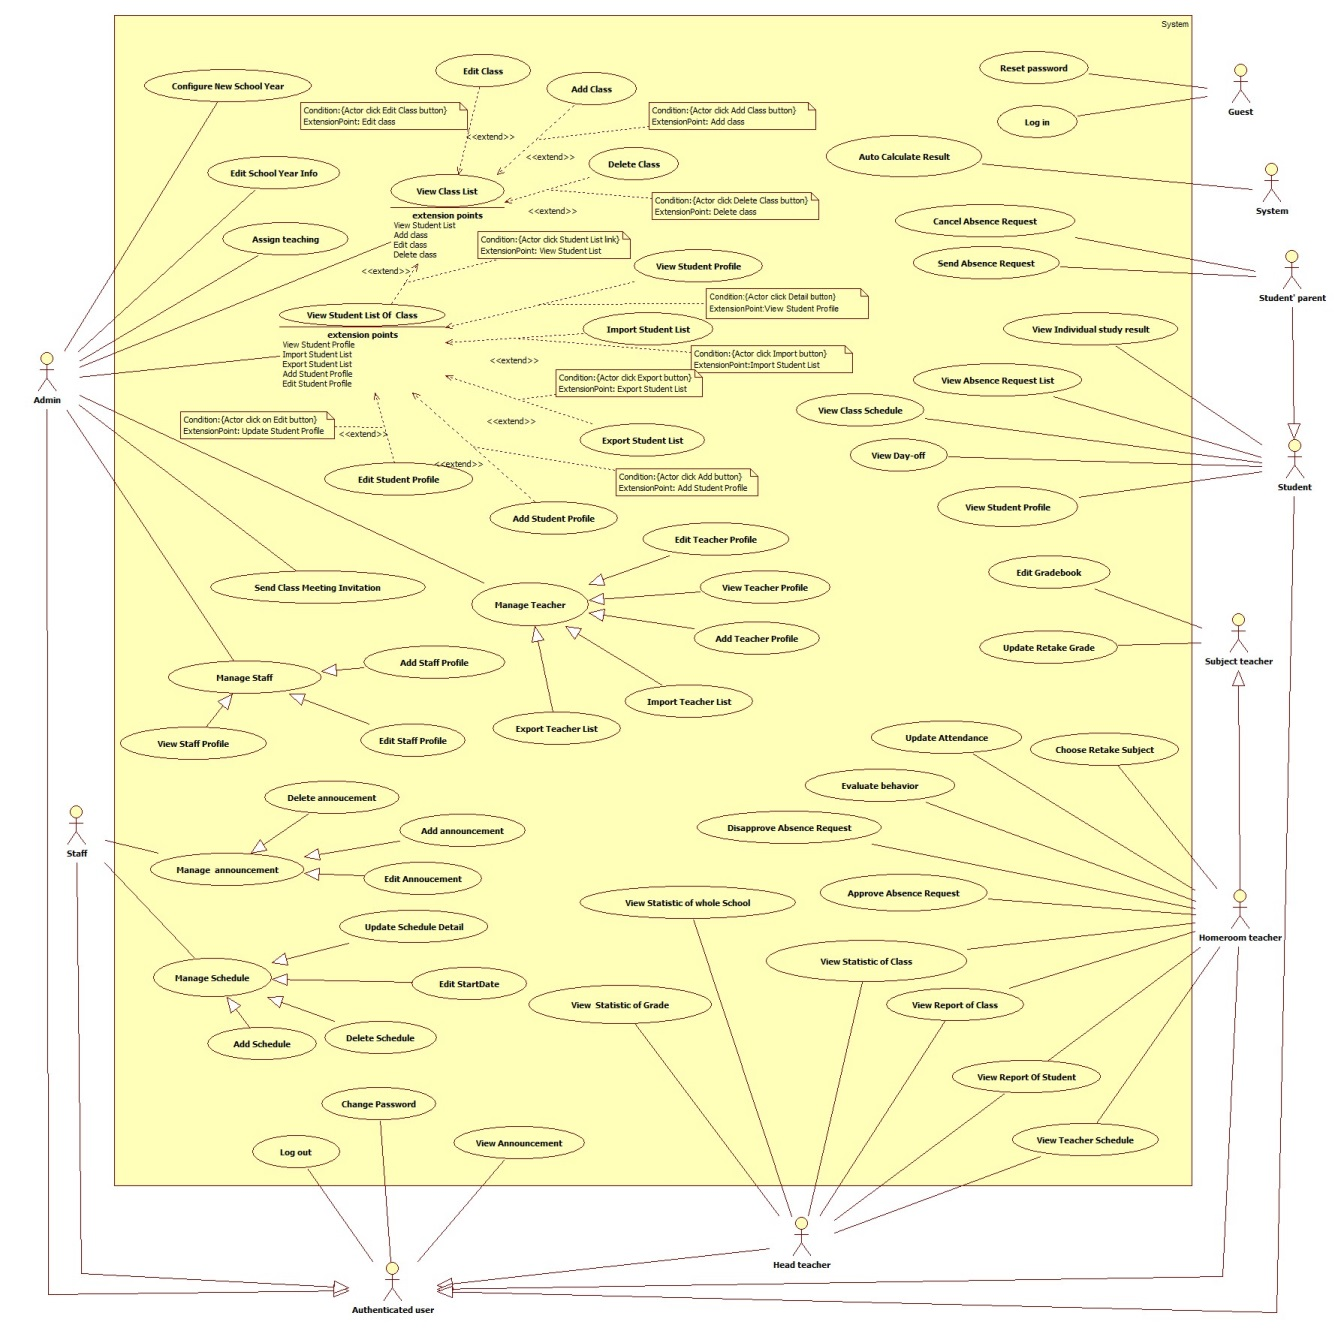 System
Edit Class
Reset password
Configure New School Year
Add Class
Condition:{Actor click Edit Class button}
ExtensionPoint: Edit class
Condition:{Actor click Add Class button}
ExtensionPoint: Add class
Guest
Log in
<<extend>>
<<extend>>
Auto Calculate Result
Delete Class
Edit School Year Info
View Class List
Condition:{Actor click Delete Class button}
ExtensionPoint: Delete class
<<extend>>
System
extension points
View Student List
Add class
Edit class
Delete class
Cancel Absence Request
Assign teaching
Condition:{Actor click Student List link}
ExtensionPoint: View Student List
<<extend>>
View Student Profile
Send Absence Request
Student' parent
Condition:{Actor click Detail button}
ExtensionPoint:View Student Profile
View Student List Of Class
extension points
View Student Profile
Import Student List
Export Student List
Add Student Profile
Edit Student Profile
Import Student List
View Individual study result
Condition:{Actor click Import button}
ExtensionPoint:Import Student List
<<extend>>
Condition:{Actor click Export button}
ExtensionPoint: Export Student List
View Absence Request List
Admin
View Class Schedule
Condition:{Actor click on Edit button}
ExtensionPoint: Update Student Profile
<<extend>>
<<extend>>
Export Student List
View Day-off
<<extend>>
Edit Student Profile
Condition:{Actor click Add button}
ExtensionPoint: Add Student Profile
Student
View Student Profile
Add Student Profile
Edit Teacher Profile
Edit Gradebook
Send Class Meeting Invitation
View Teacher Profile
Manage Teacher
Add Teacher Profile
Update Retake Grade
Subject teacher
Add Staff Profile
Manage Staff
Import Teacher List
Export Teacher List
View Staff Profile
Edit Staff Profile
Update Attendance
Choose Retake Subject
Evaluate behavior
Delete annoucement
Disapprove Absence Request
Add announcement
Staff
Manage announcement
Edit Annoucement
Approve Absence Request
View Statistic of whole School
Update Schedule Detail
Homeroom teacher
View Statistic of Class
Manage Schedule
Edit StartDate
View Statistic of Grade
View Report of Class
Add Schedule
Delete Schedule
View Report Of Student
Change Password
View Announcement
View Teacher Schedule
Log out
Head teacher
Authenticated user